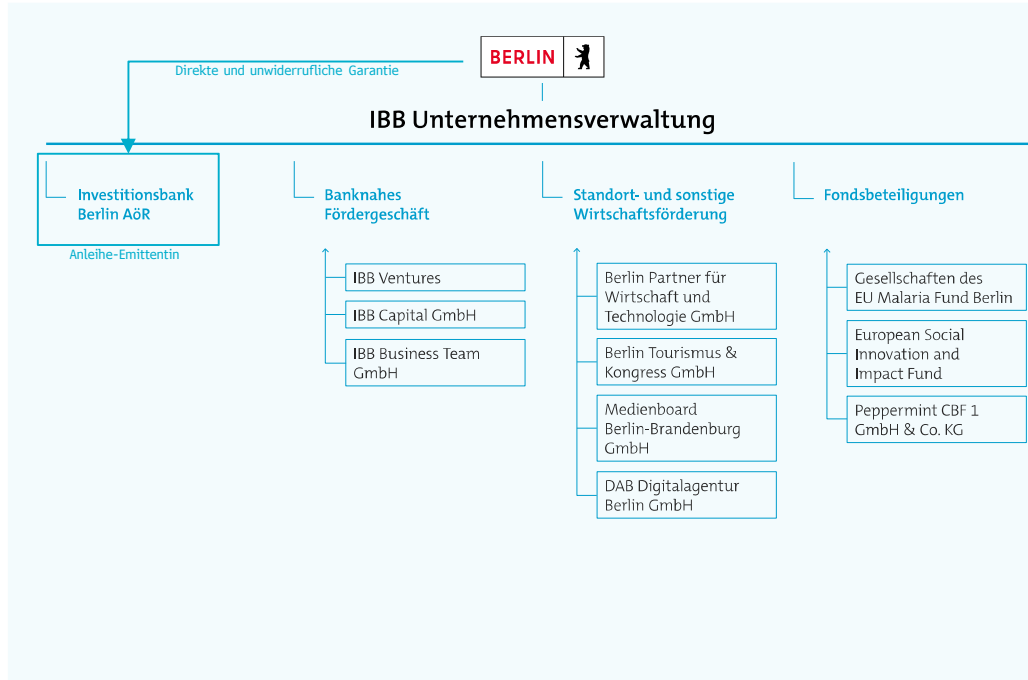 BERLIN
Direkte und unwiderrufliche Garantie
IBB Unternehmensverwaltung
Investitionsbank
Berlin AöR
Anleihe-Emittentin
Banknahes
Fördergeschäft
IBB Ventures
IBB Capital GmbH
IBB Business Team
GmbH
Standort- und sonstige
Wirtschaftsförderung
Berlin Partner für
Wirtschaft und
Technologie GmbH
Berlin Tourismus &
Kongress GmbH
Medienboard
Berlin-Brandenburg
GmbH
DAB Digitalagentur
Berlin GmbH
Fondsbeteiligungen
Gesellschaften des
EU Malaria Fund Berlin
European Social
Innovation and
Impact Fund
Peppermint CBF 1
GmbH & Co. KG